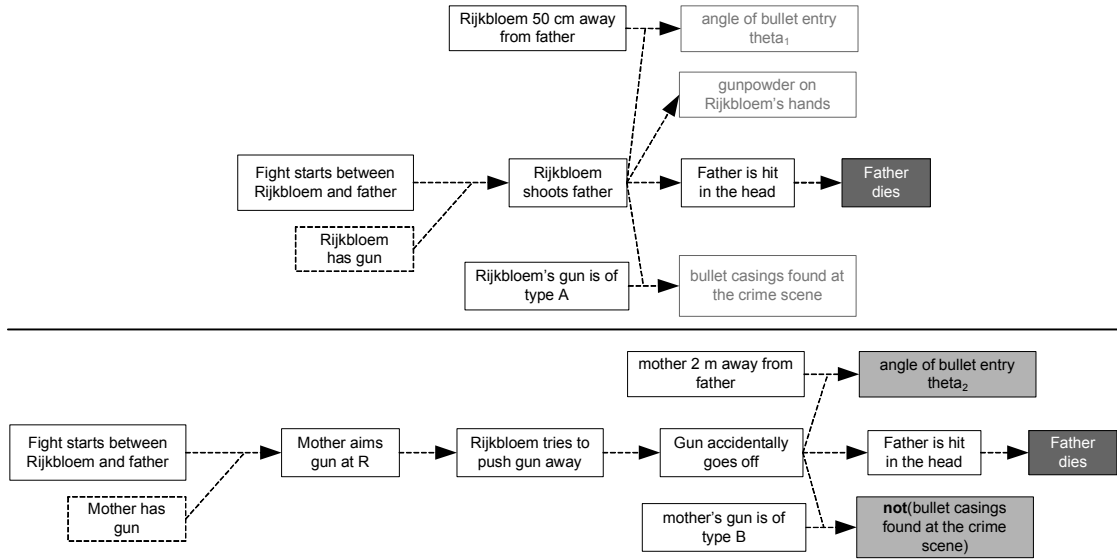 Rijkbloem 50 cm away
from father
angle of bullet entry
theta₁
gunpowder on
Rijkbloem's hands
Fight starts between
Rijkbloem and father
Rijkbloem
shoots father
Father is hit
in the head
Father
dies
Rijkbloem
has gun
Rijkbloem's gun is of
type A
bullet casings found at
the crime scene
mother 2 m away from
father
angle of bullet entry
theta₂
Fight starts between
Rijkbloem and father
Mother aims
gun at R
Rijkbloem tries to
push gun away
Gun accidentally
goes off
Father is hit
in the head
Father
dies
Mother has
gun
mother's gun is of
type B
not(bullet casings
found at the crime
scene)